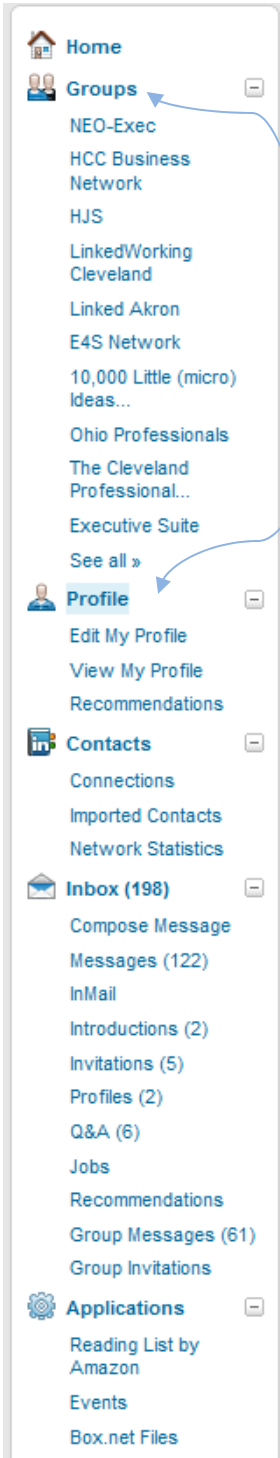 Home
Groups
NEO-Exec
HCC Business
Network
HJS
LinkedWorking
Cleveland
Linked Akron
E4S Network
10,000 Little (micro)
Ideas...
Ohio Professionals
The Cleveland
Professional...
Executive Suite
See all »
Profile
Edit My Profile
View My Profile
Recommendations
in
Contacts
Connections
Imported Contacts
Network Statistics
Inbox (198)
Compose Message
Messages (122)
InMail
Introductions (2)
Invitations (5)
Profiles (2)
Q&A (6)
Jobs
Recommendations
Group Messages (61)
Group Invitations
Applications
Reading List by
Amazon
Events
Box.net Files